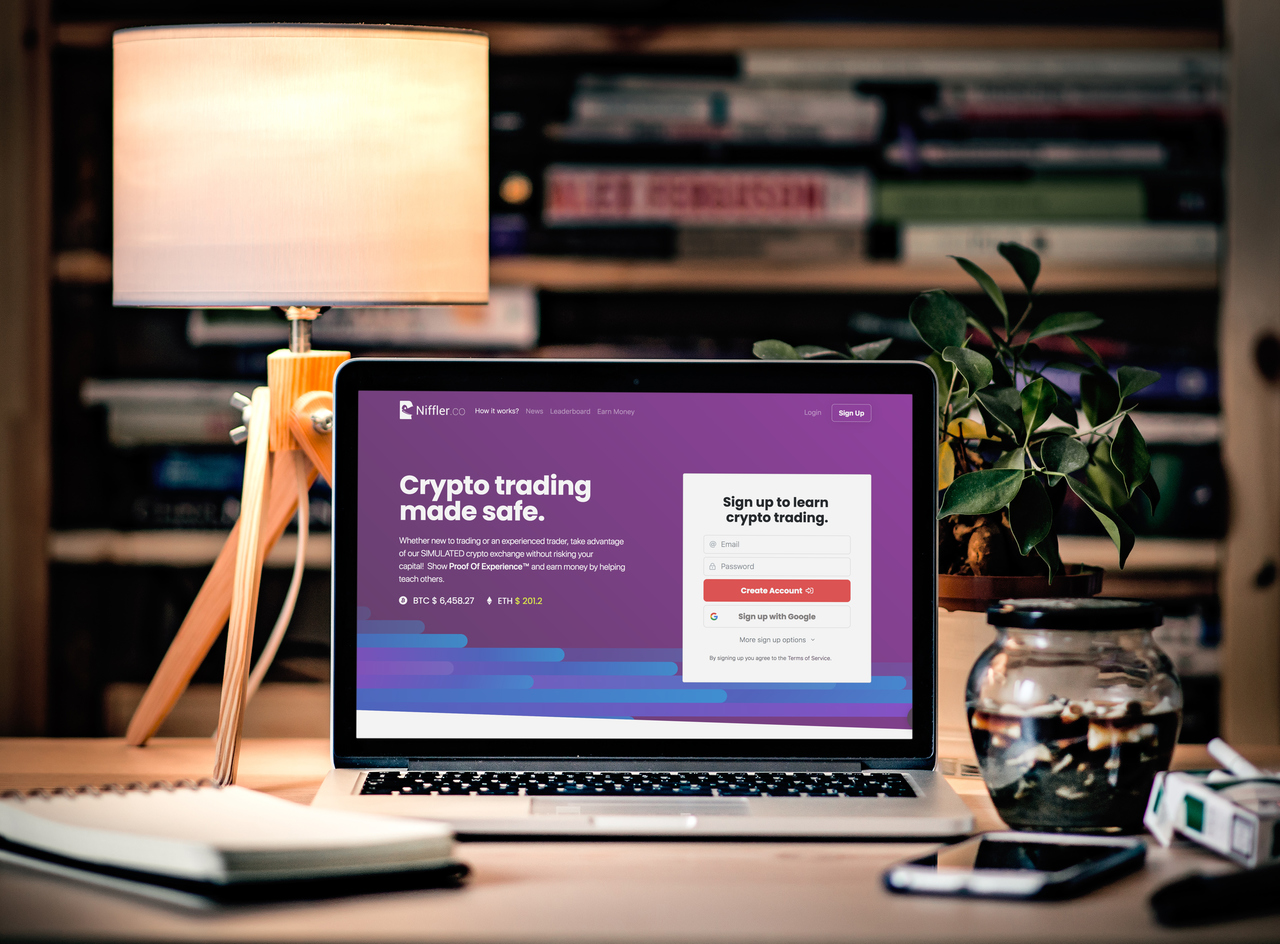 ALEX FERGUSON
Niffler.co How it works? News Leaderboard Earn Money Login Sign Up
Crypto trading
made safe.
Whether new to trading or an experienced trader, take advantage
of our SIMULATED crypto exchange without risking your
capital! Show Proof Of Experience™ and earn money by helping
teach others.
BTC $ 6,458.27 ETH $ 201.2
Sign up to learn
crypto trading.
Email
Password
Create Account
Sign up with Google
More sign up options
By signing up you agree to the Terms of Service.